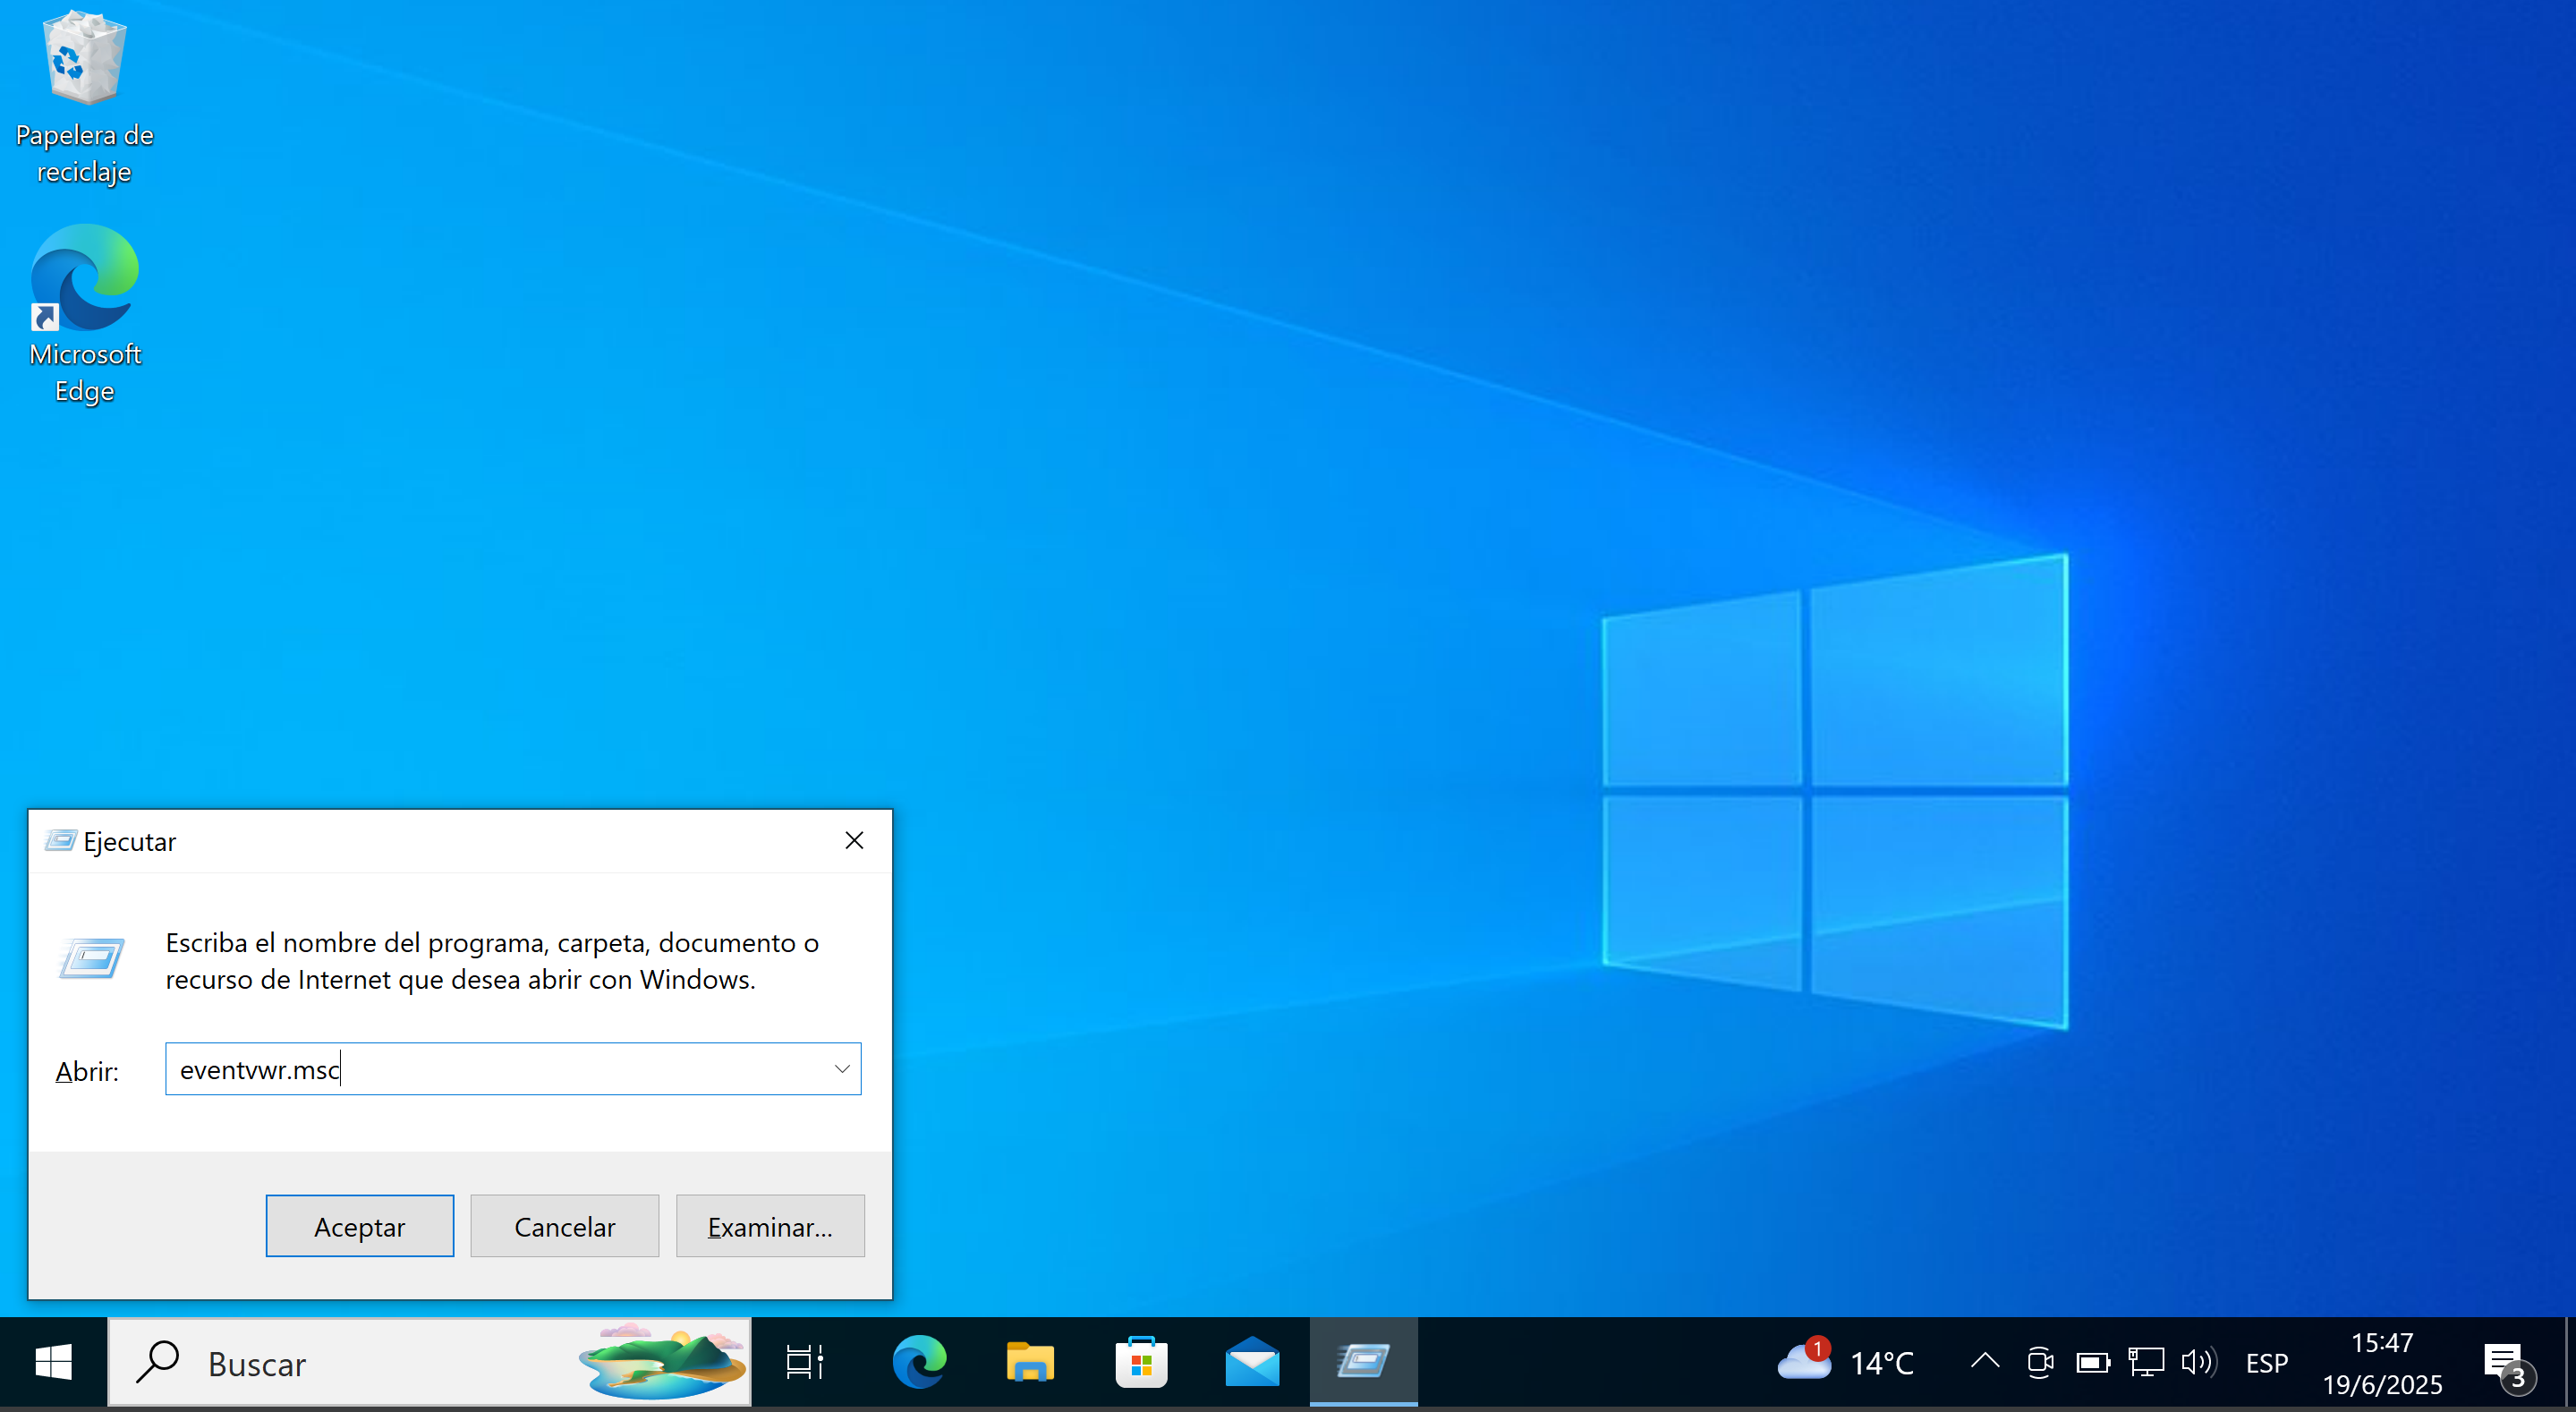 Papelera de
reciclaje
Microsoft
Edge
Ejecutar
Escriba el nombre del programa, carpeta, documento o
recurso de Internet que desea abrir con Windows.
Abrir:
eventvwr.msc
Aceptar
Cancelar
Examinar...
Buscar
1
14°C
ESP
15:47
19/6/2025
3